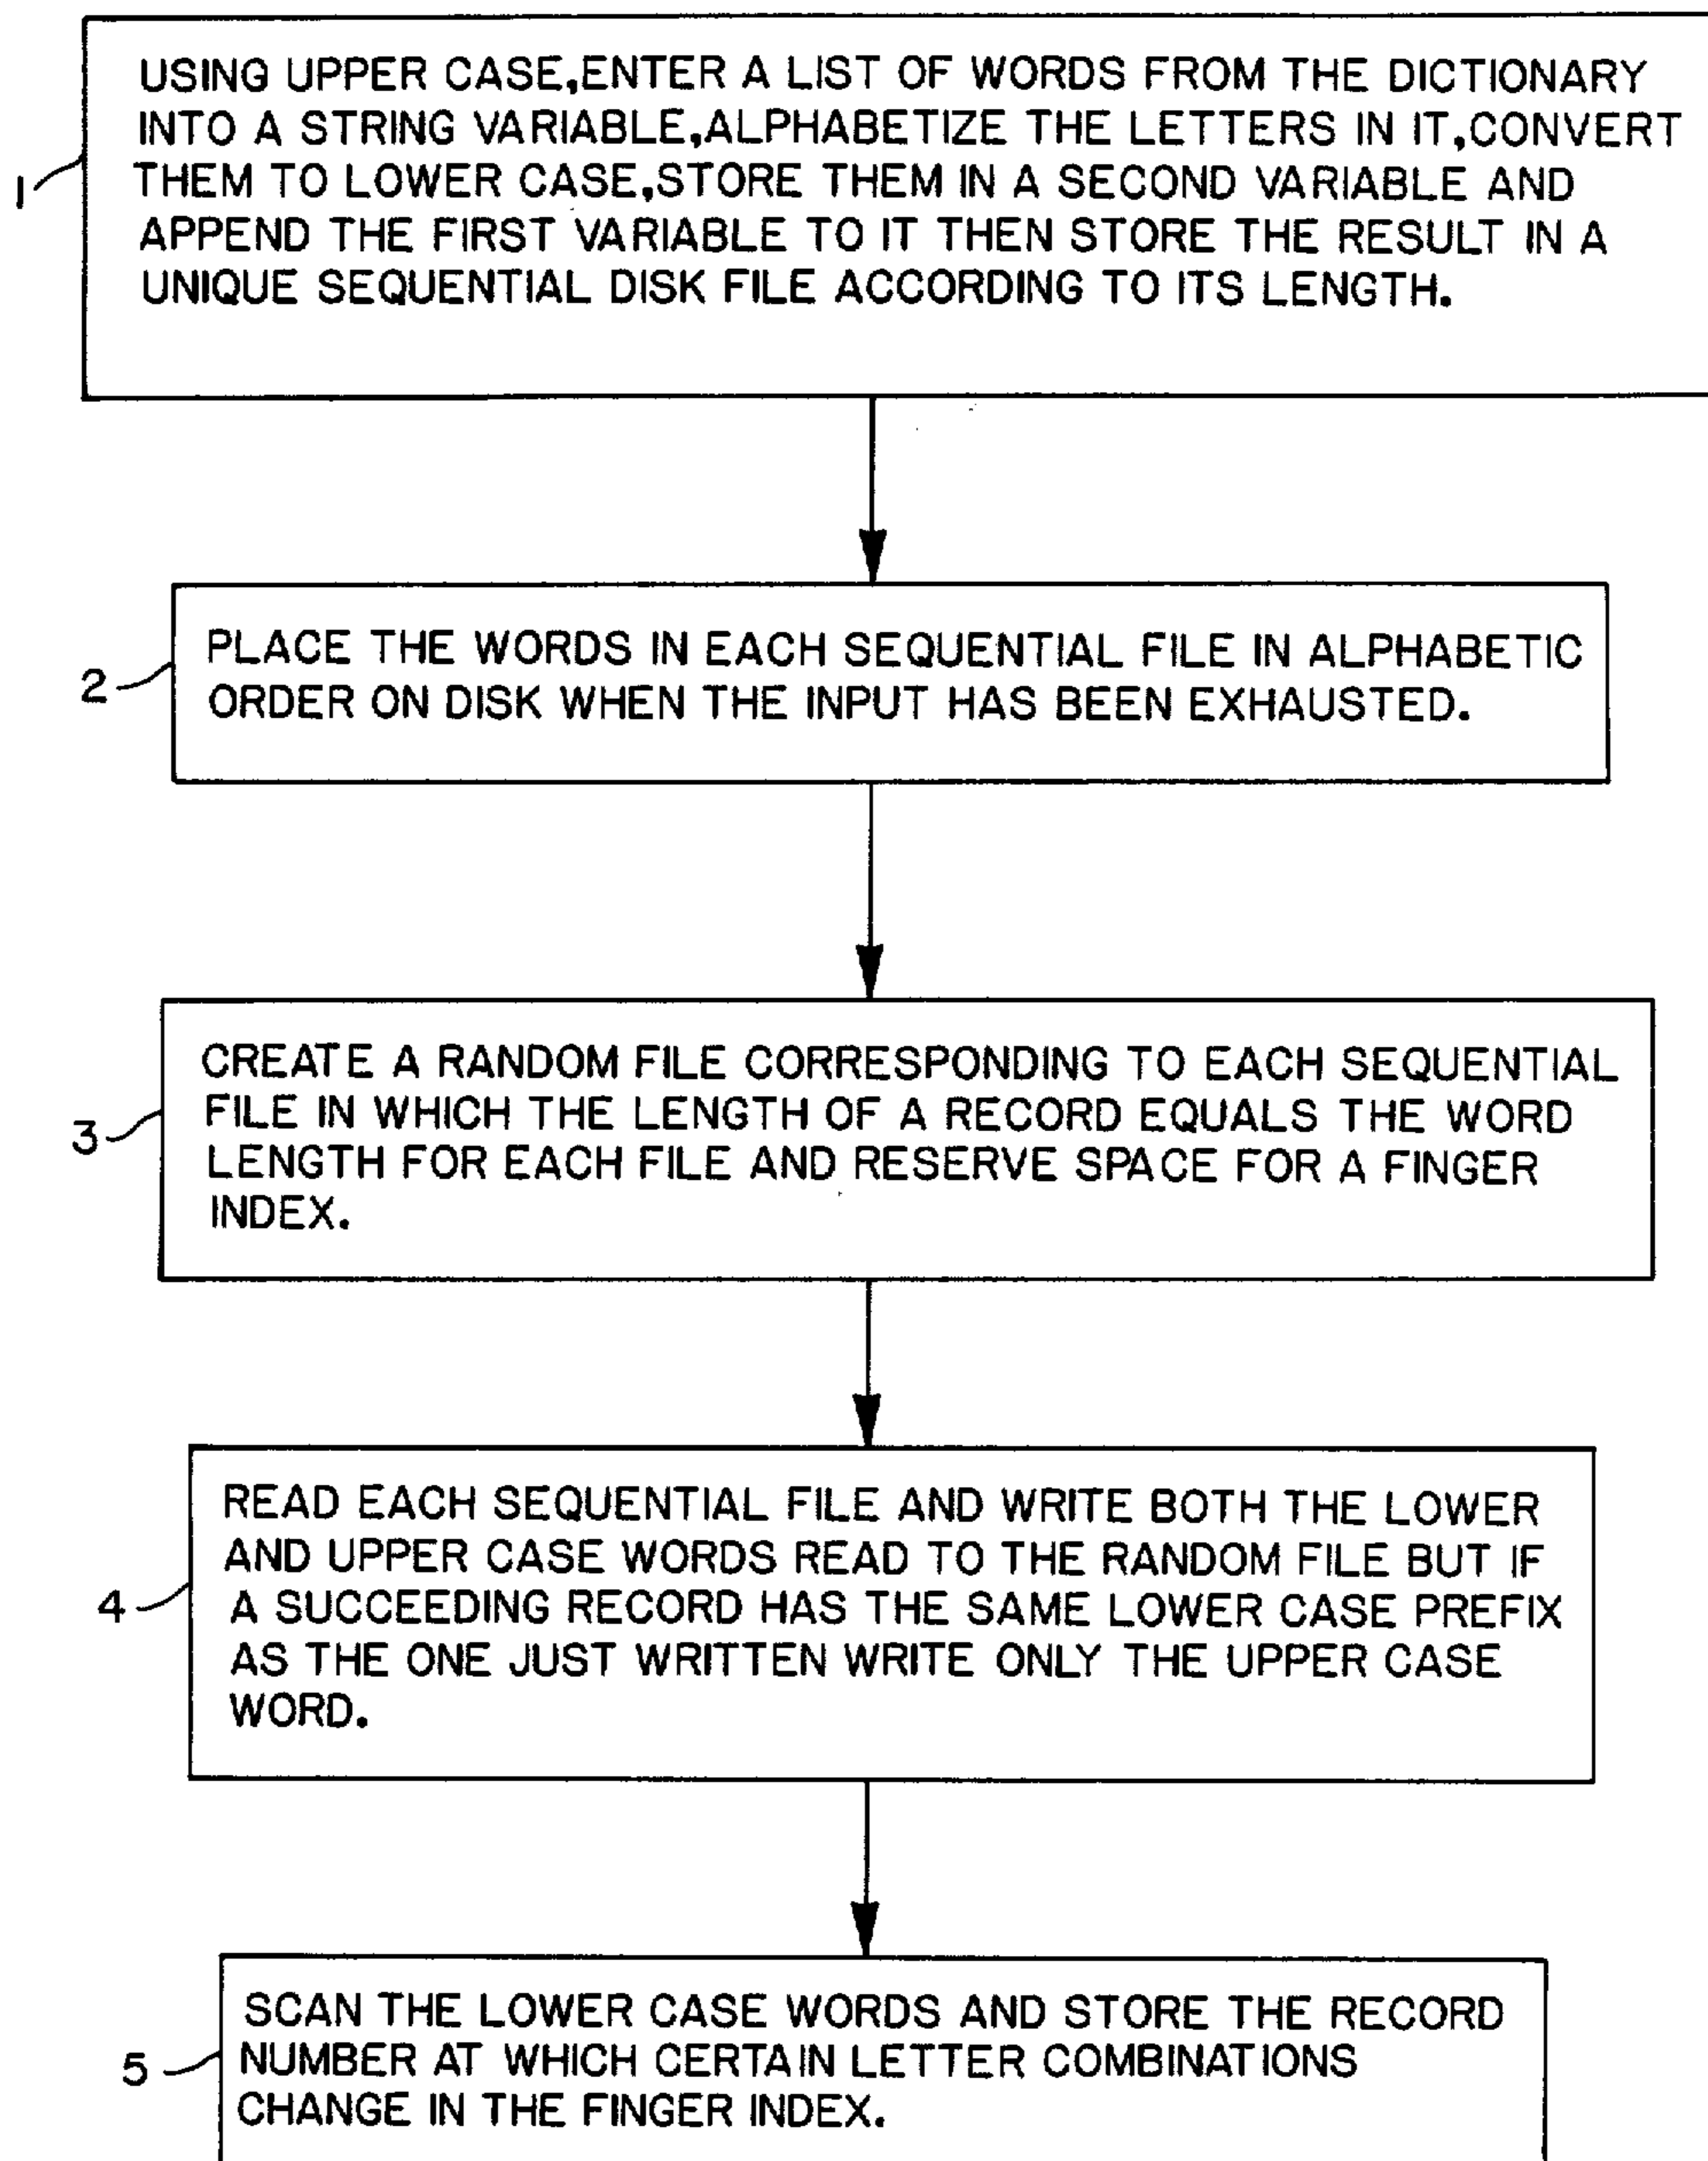 USING UPPER CASE,ENTER A LIST OF WORDS FROM THE DICTIONARY
INTO A STRING VARIABLE,ALPHABETIZE THE LETTERS IN IT,CONVERT
THEM TO LOWER CASE,STORE THEM IN A SECOND VARIABLE AND
APPEND THE FIRST VARIABLE TO IT THEN STORE THE RESULT IN A
UNIQUE SEQUENTIAL DISK FILE ACCORDING TO ITS LENGTH.
1
PLACE THE WORDS IN EACH SEQUENTIAL FILE IN ALPHABETIC
ORDER ON DISK WHEN THE INPUT HAS BEEN EXHAUSTED.
2
CREATE A RANDOM FILE CORRESPONDING TO EACH SEQUENTIAL
FILE IN WHICH THE LENGTH OF A RECORD EQUALS THE WORD
LENGTH FOR EACH FILE AND RESERVE SPACE FOR A FINGER
INDEX.
3
READ EACH SEQUENTIAL FILE AND WRITE BOTH THE LOWER
AND UPPER CASE WORDS READ TO THE RANDOM FILE BUT IF
A SUCCEEDING RECORD HAS THE SAME LOWER CASE PREFIX
AS THE ONE JUST WRITTEN WRITE ONLY THE UPPER CASE
WORD.
4
SCAN THE LOWER CASE WORDS AND STORE THE RECORD
NUMBER AT WHICH CERTAIN LETTER COMBINATIONS
CHANGE IN THE FINGER INDEX.
5